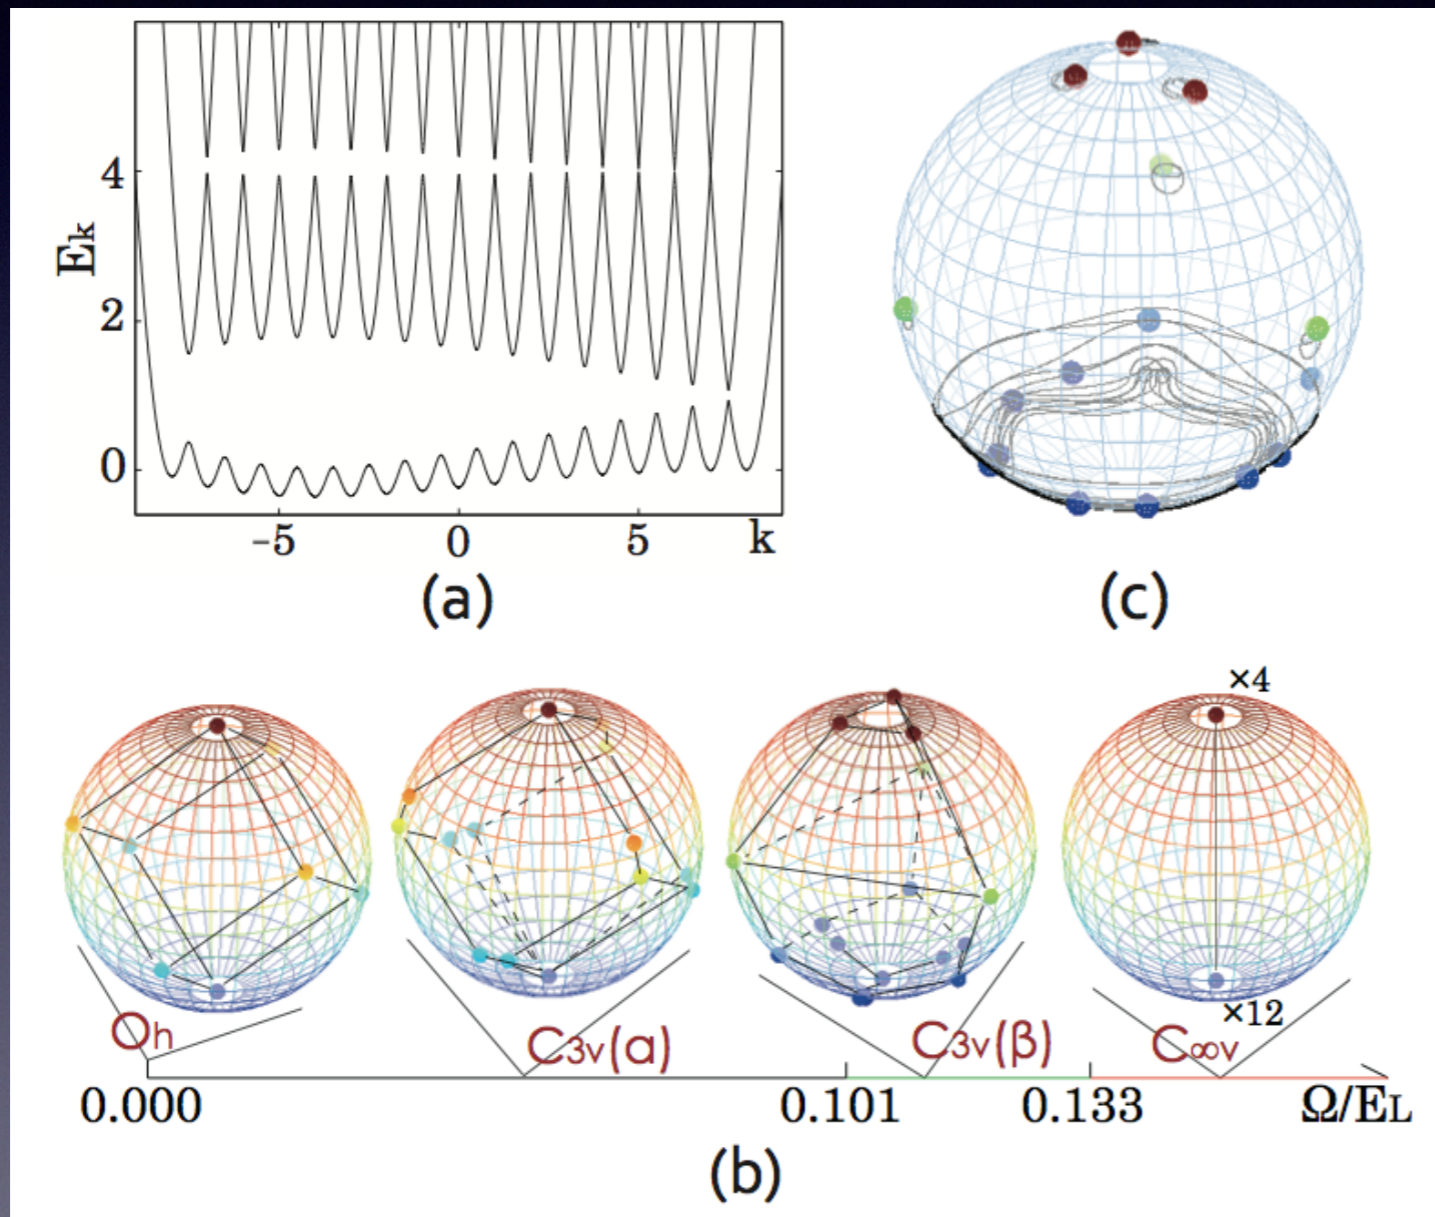 4
2
0
Ek
-5
0
5
k
(a)
(c)
×4
×12
Oh
C3v(α)
C3v(β)
C∞v
0.000
0.101
0.133
Ω/EL
(b)